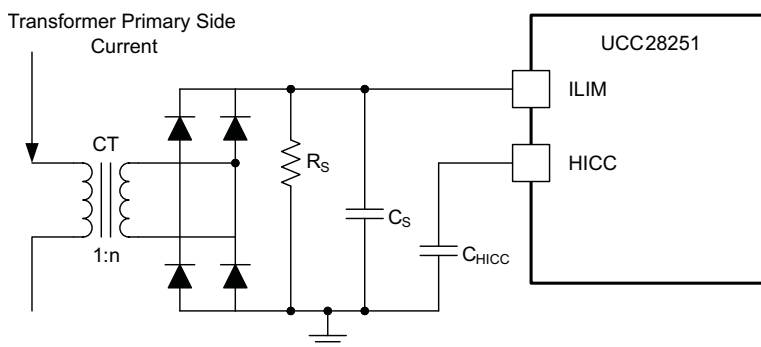 Transformer Primary Side
Current
UCC28251
ILIM
CT
HICC
RS
CS
CHICC
1:n